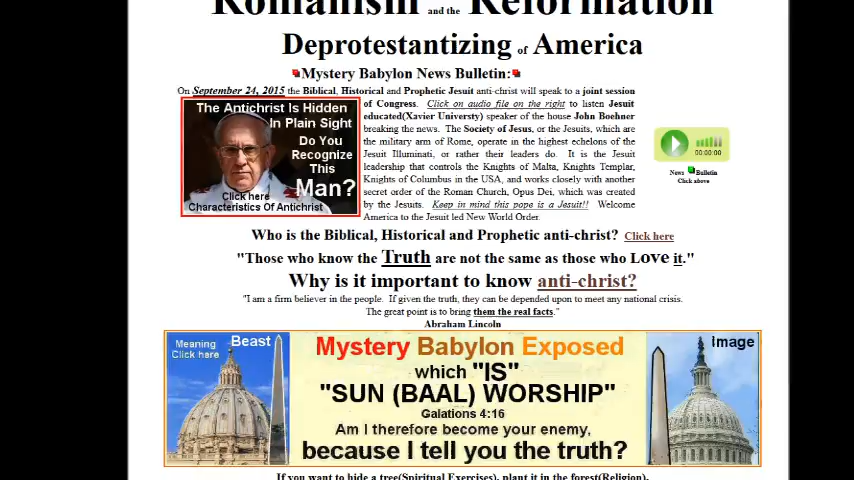 Romanism and the Reformation
Deprotestantizing of America
Mystery Babylon News Bulletin:
On September 24, 2015 the Biblical, Historical and Prophetic Jesuit anti-christ will speak to a joint session
of Congress. Click on audio file on the right to listen Jesuit
educated(Xavier Universty) speaker of the house John Boehner
breaking the news. The Society of Jesus, or the Jesuits, which are
the military arm of Rome, operate in the highest echelons of the
Jesuit Illuminati, or rather their leaders do. It is the Jesuit
leadership that controls the Knights of Malta, Knights Templar,
Knights of Columbus in the USA, and works closely with another
secret order of the Roman Church, Opus Dei, which was created
by the Jesuits. Keep in mind this pope is a Jesuit!! Welcome
America to the Jesuit led New World Order.
The Antichrist Is Hidden
In Plain Sight
Do You
Recognize
This
Man?
Click here
Characteristics Of Antichrist
00:00:00
News Bulletin
Click above
Who is the Biblical, Historical and Prophetic anti-christ? Click here
"Those who know the Truth are not the same as those who Love it."
Why is it important to know anti-christ?
"I am a firm believer in the people. If given the truth, they can be depended upon to meet any national crisis.
The great point is to bring them the real facts."
Abraham Lincoln
Meaning
Click here
Beast
Mystery Babylon Exposed
which "IS"
"SUN (BAAL) WORSHIP"
Galations 4:16
Am I therefore become your enemy,
because I tell you the truth?
Image
If you want to hide a tree(Spiritual Exercises), plant it in the forest(Religion).